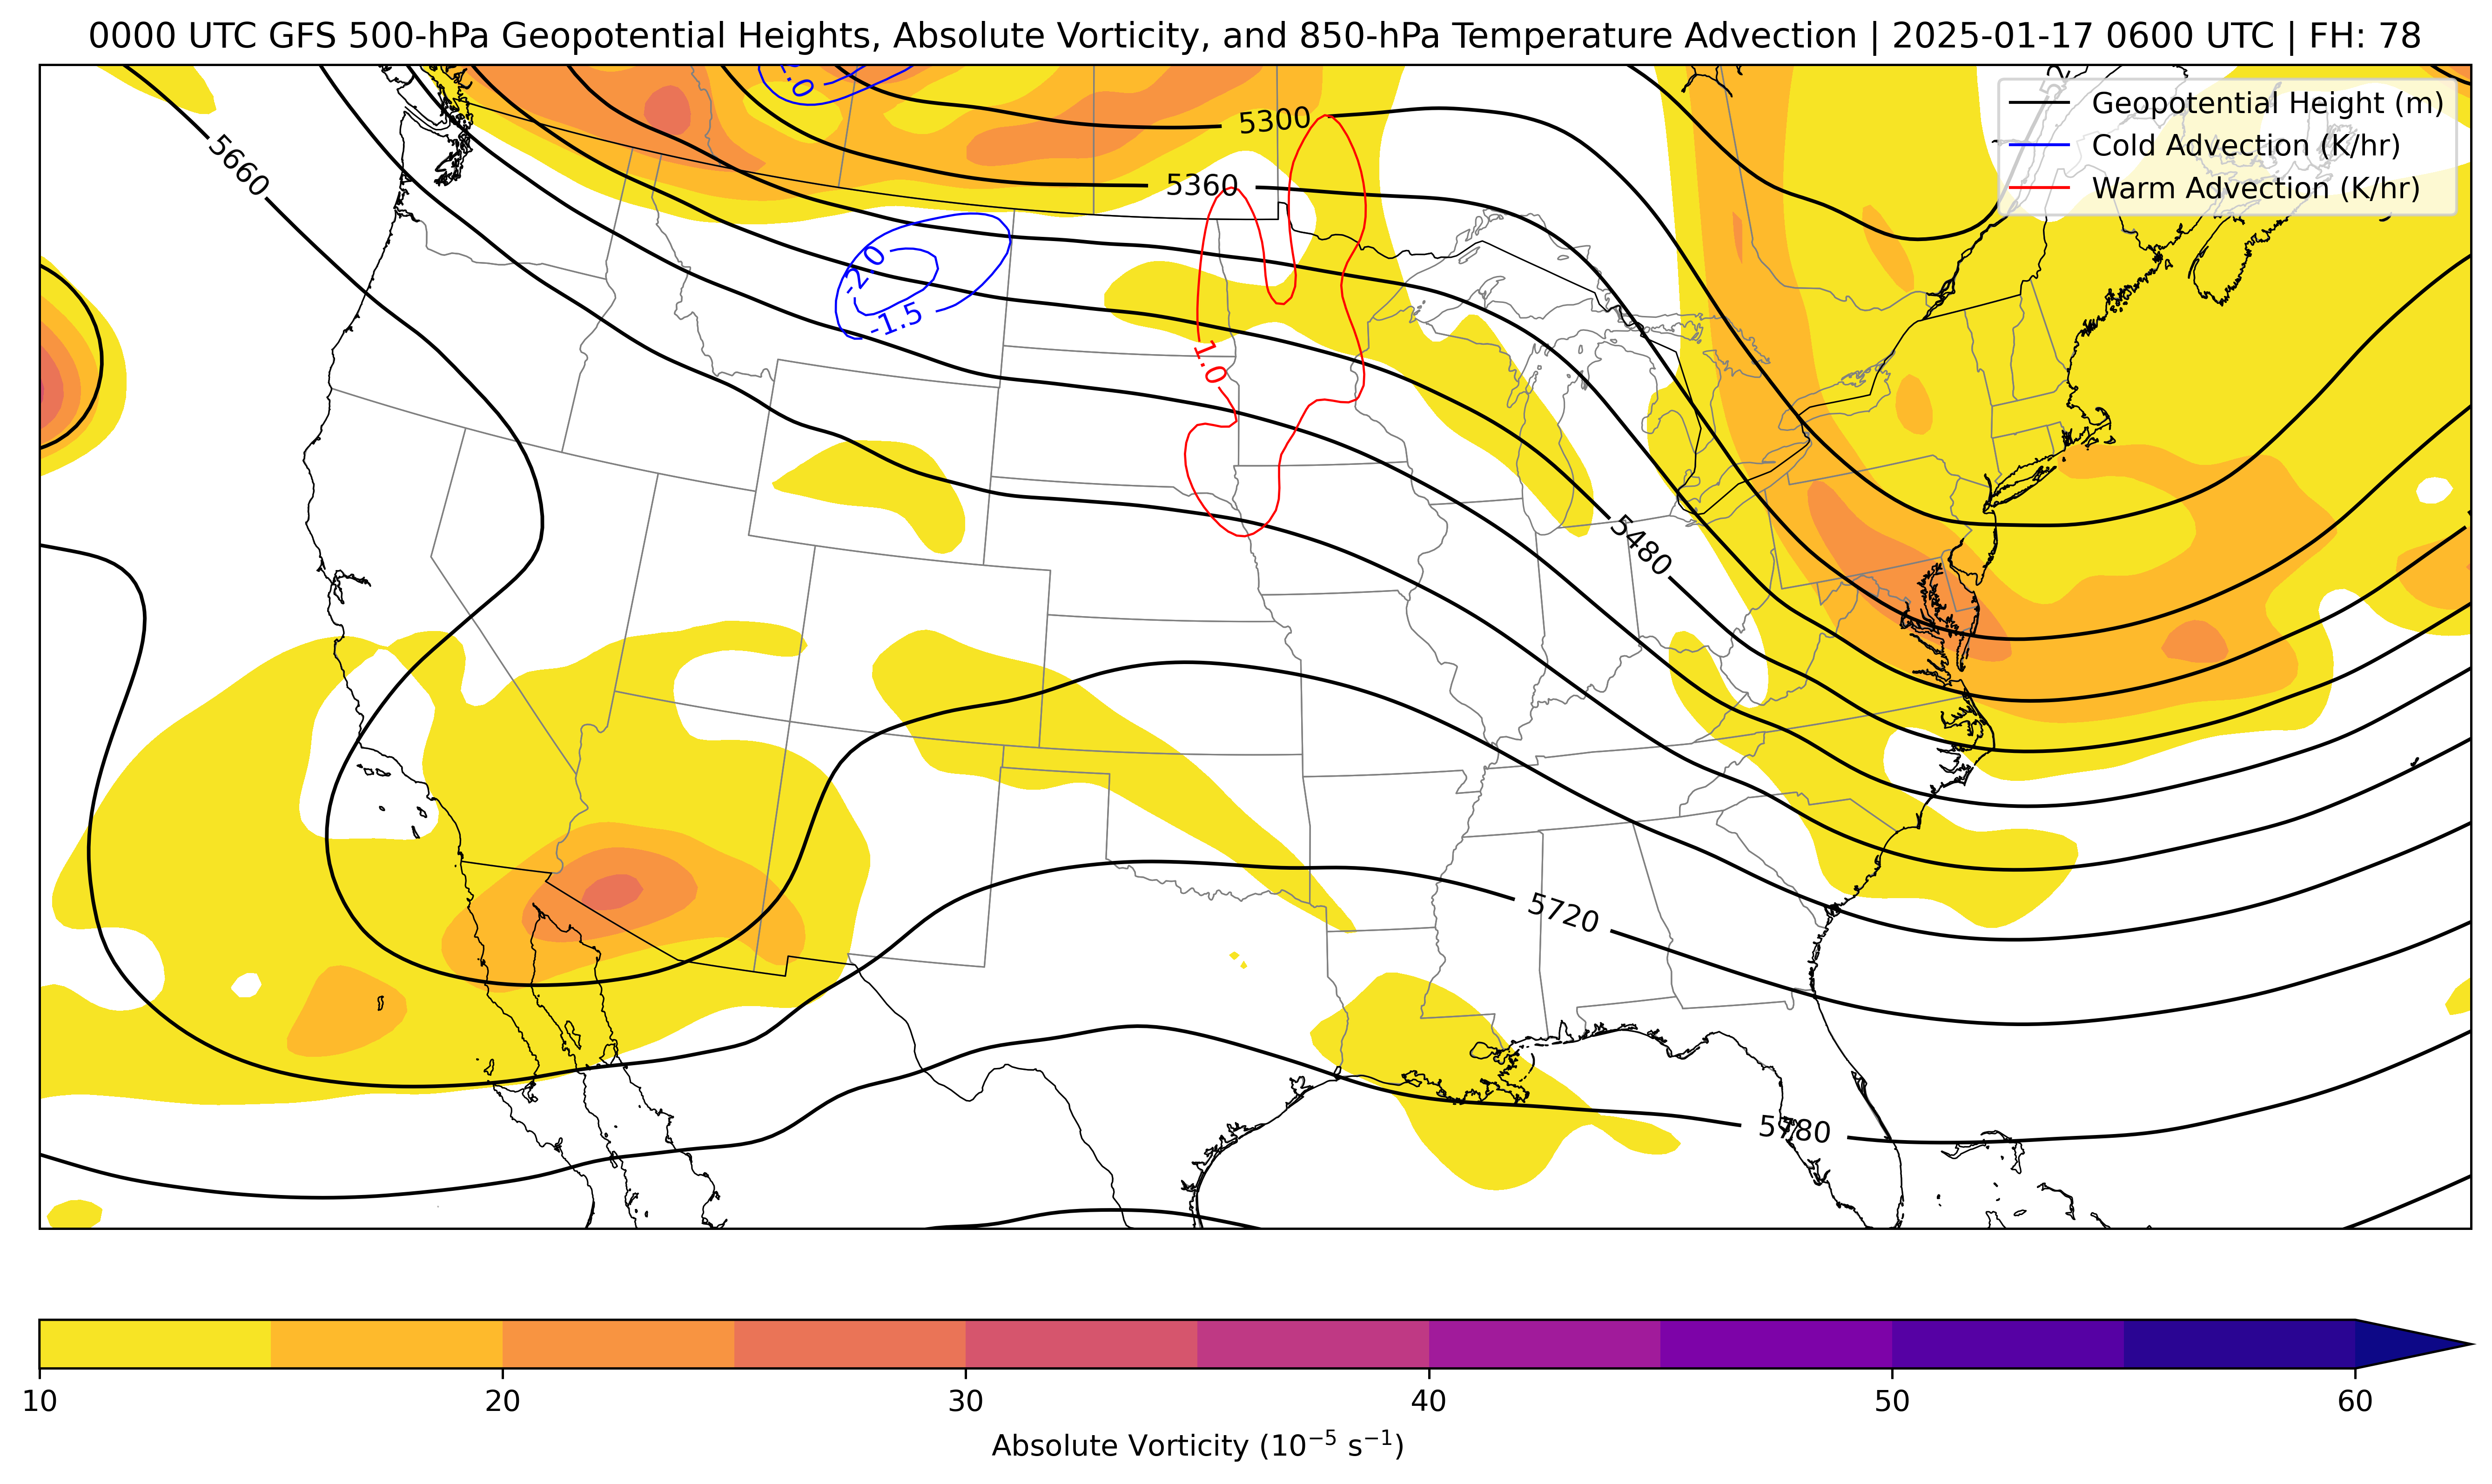 0000 UTC GFS 500-hPa Geopotential Heights, Absolute Vorticity, and 850-hPa Temperature Advection | 2025-01-17 0600 UTC | FH: 78
Geopotential Height (m)
Cold Advection (K/hr)
Warm Advection (K/hr)
5300
5660
5360
-2.0
-1.5
1.0
5480
5720
5780
10 20 30 40 50 60
Absolute Vorticity (10⁻⁵ s⁻¹)